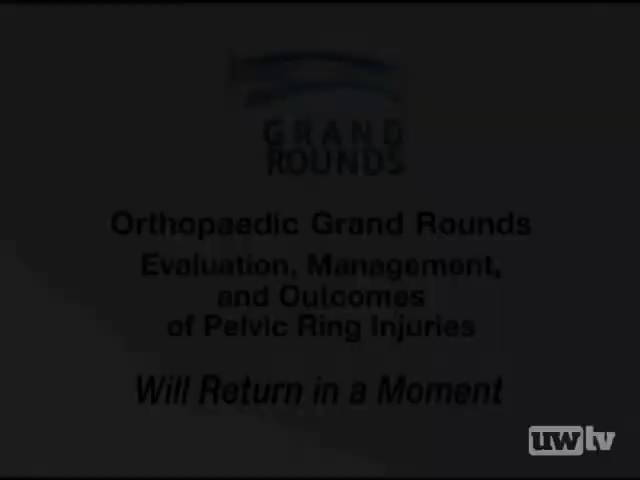 GRAND
ROUNDS
Orthopaedic Grand Rounds
Evaluation, Management,
and Outcomes
of Pelvic Ring Injuries
Will Return in a Moment
uwtv